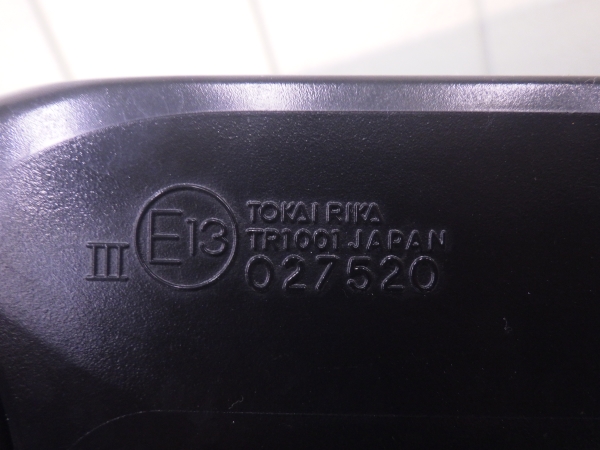 TOKAI RIKA
TR1001 JAPAN
III E13 027520